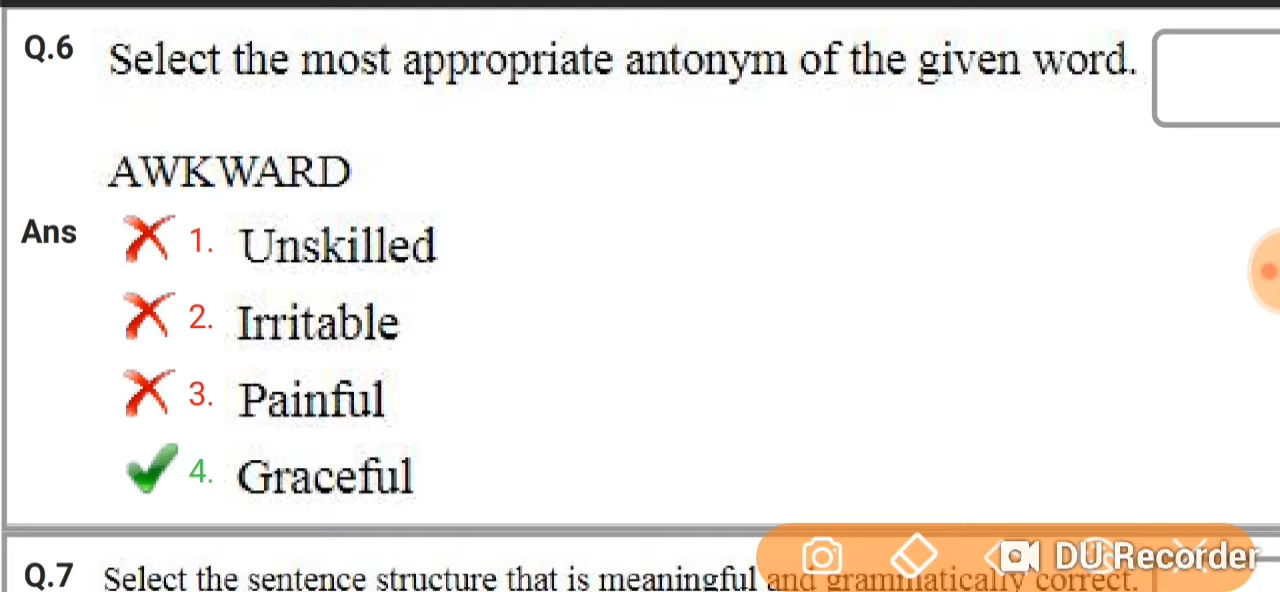 Q.6 Select the most appropriate antonym of the given word.
AWKWARD
Ans 1. Unskilled
2. Irritable
3. Painful
4. Graceful
Q.7 Select the sentence structure that is meaningful and grammatically correct.
DU Recorder